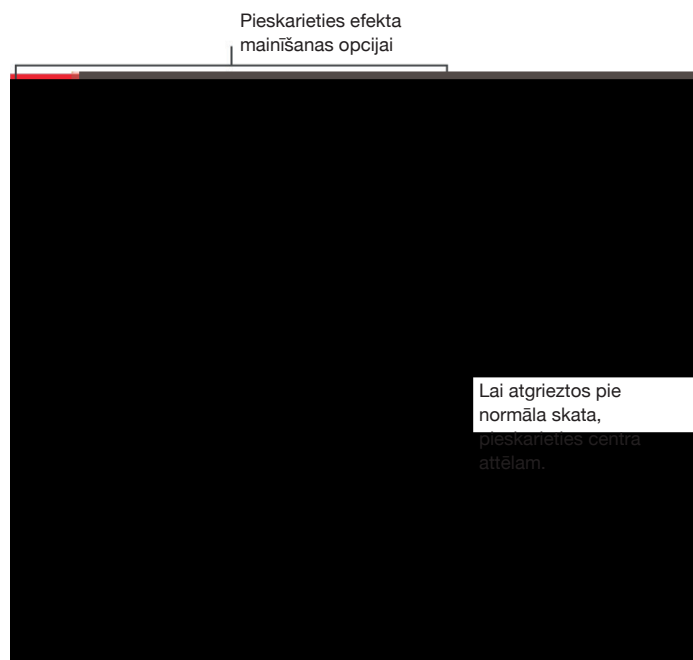 Pieskarieties efekta
mainīšanas opcijai
Lai atgrieztos pie
normāla skata,
pieskarieties centra
attēlam.